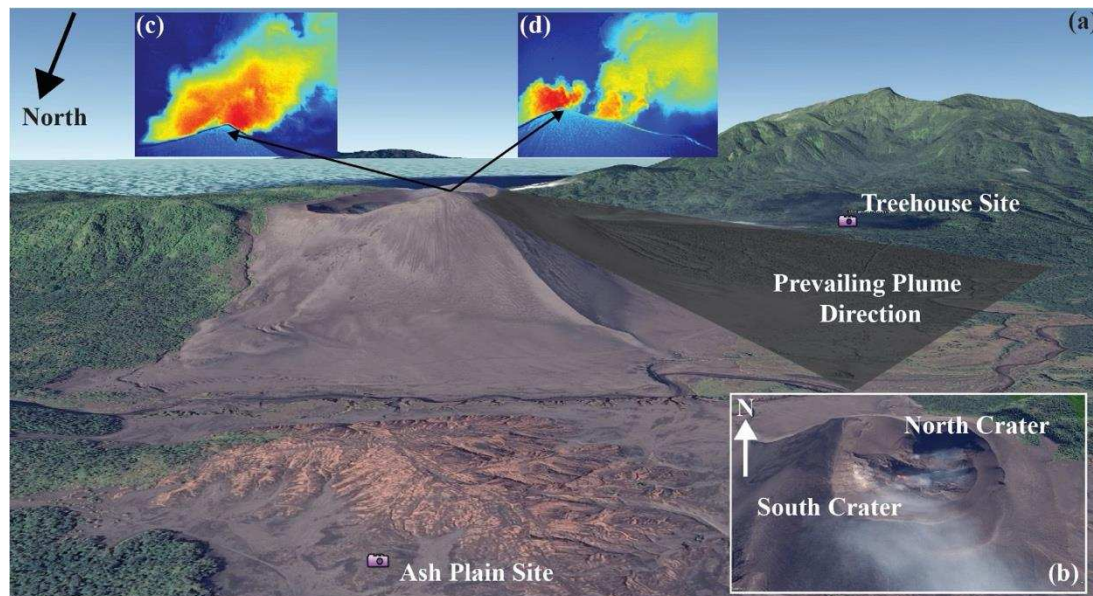 (c)
(d)
(a)
North
Treehouse Site
Prevailing Plume
Direction
N
North Crater
South Crater
Ash Plain Site
(b)